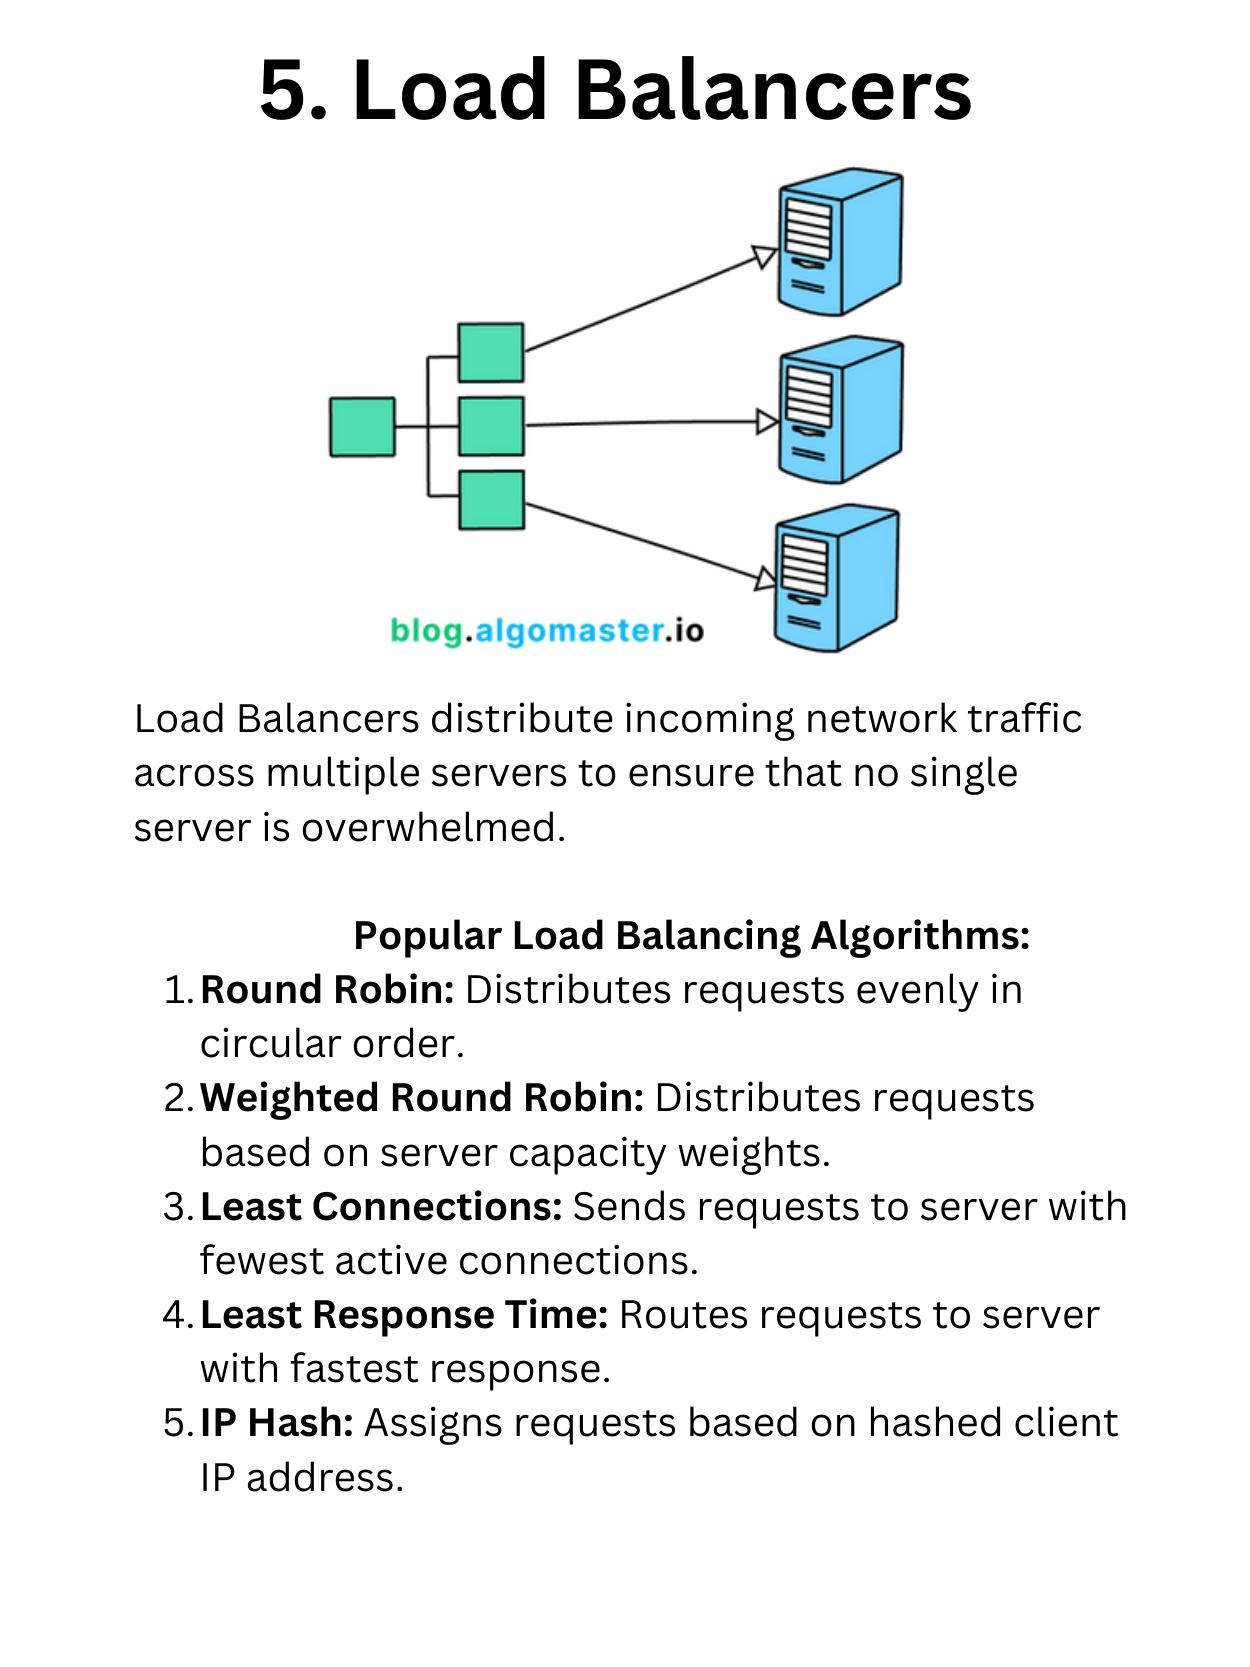 5. Load Balancers
blog.algomaster.io
Load Balancers distribute incoming network traffic
across multiple servers to ensure that no single
server is overwhelmed.
Popular Load Balancing Algorithms:
1. Round Robin: Distributes requests evenly in
circular order.
2. Weighted Round Robin: Distributes requests
based on server capacity weights.
3. Least Connections: Sends requests to server with
fewest active connections.
4. Least Response Time: Routes requests to server
with fastest response.
5. IP Hash: Assigns requests based on hashed client
IP address.